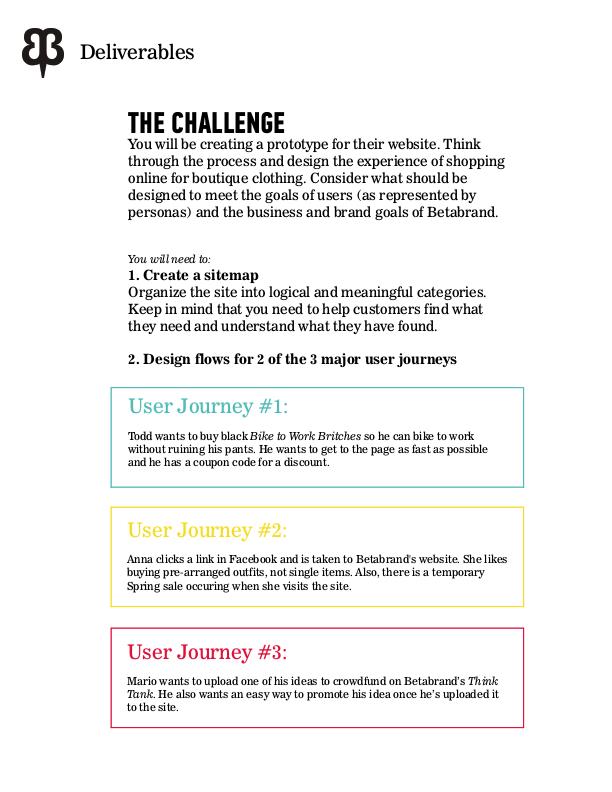 Deliverables
THE CHALLENGE
You will be creating a prototype for their website. Think
through the process and design the experience of shopping
online for boutique clothing. Consider what should be
designed to meet the goals of users (as represented by
personas) and the business and brand goals of Betabrand.
You will need to:
1. Create a sitemap
Organize the site into logical and meaningful categories.
Keep in mind that you need to help customers find what
they need and understand what they have found.
2. Design flows for 2 of the 3 major user journeys
User Journey #1:
Todd wants to buy black Bike to Work Britches so he can bike to work
without ruining his pants. He wants to get to the page as fast as possible
and he has a coupon code for a discount.
User Journey #2:
Anna clicks a link in Facebook and is taken to Betabrand's website. She likes
buying pre-arranged outfits, not single items. Also, there is a temporary
Spring sale occuring when she visits the site.
User Journey #3:
Mario wants to upload one of his ideas to crowdfund on Betabrand's Think
Tank. He also wants an easy way to promote his idea once he's uploaded it
to the site.